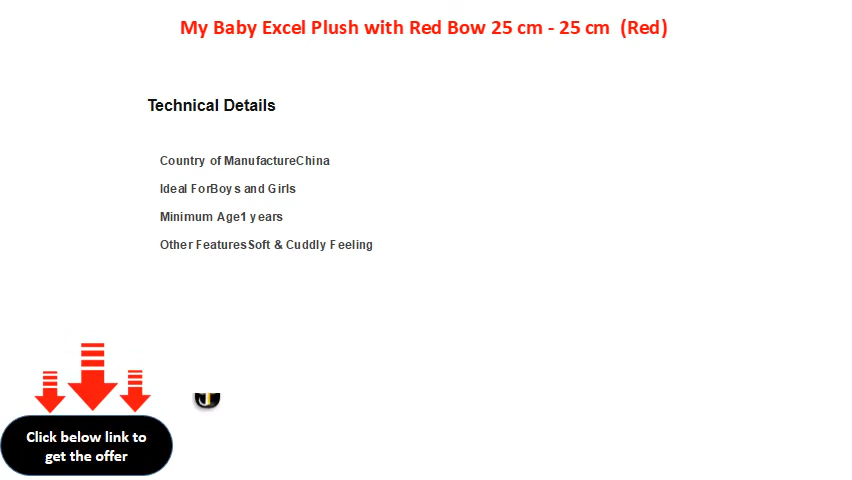 My Baby Excel Plush with Red Bow 25 cm - 25 cm (Red)
Technical Details
Country of ManufactureChina
Ideal ForBoys and Girls
Minimum Age1 years
Other FeaturesSoft & Cuddly Feeling
Click below link to
get the offer